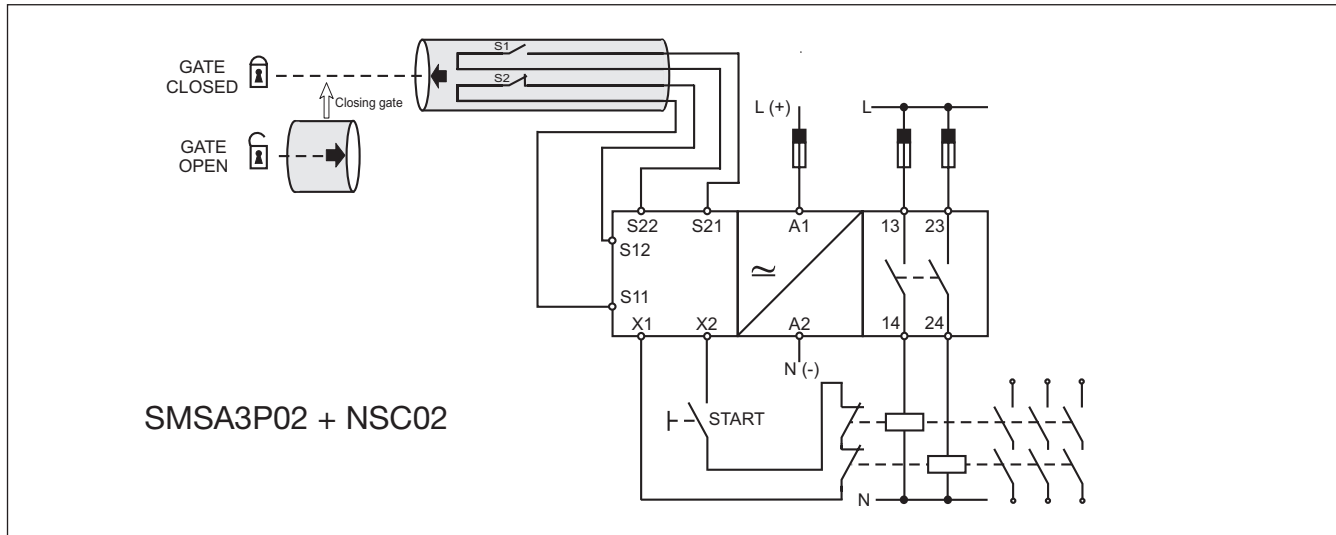 GATE
CLOSED
Closing gate
GATE
OPEN
S1
S2
L (+)
L
S22
S21
A1
13
23
S12
≃
S11
X1
X2
A2
14
24
N (-)
START
SMSA3P02 + NSC02
N